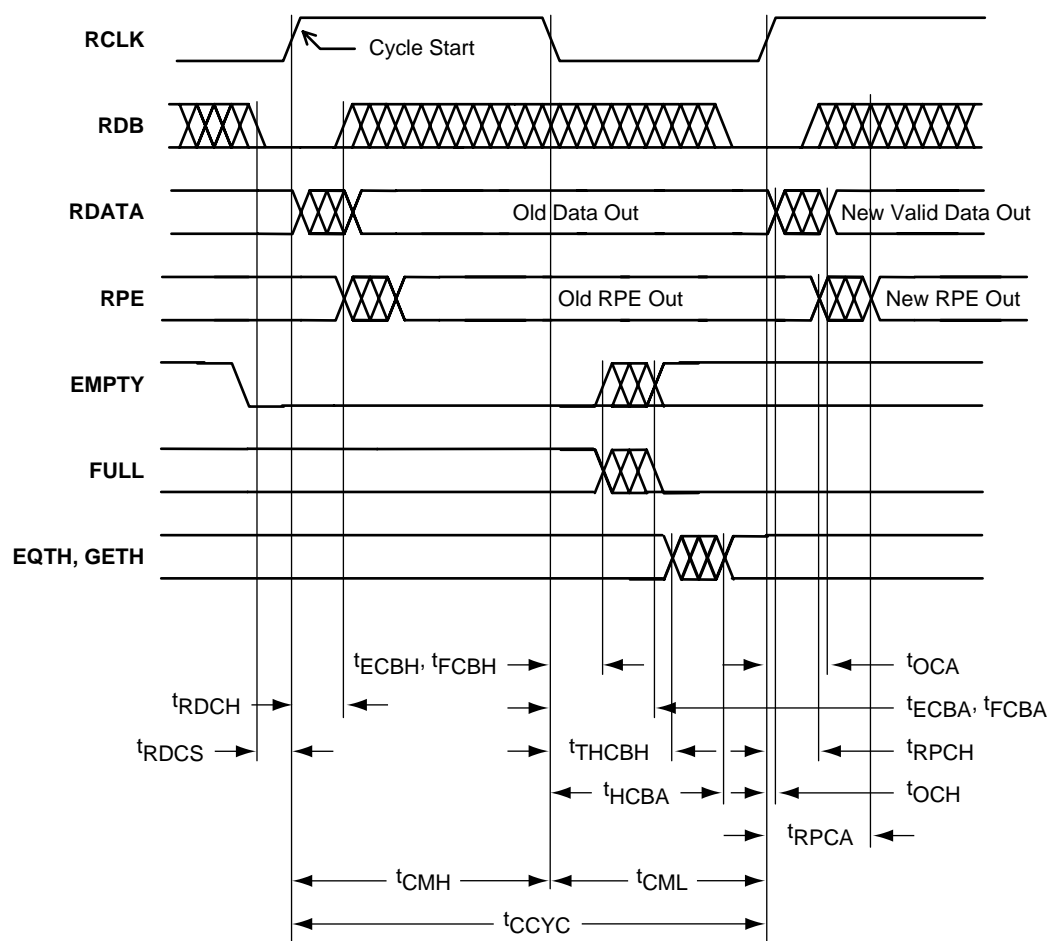 RCLK
Cycle Start
RDB
RDATA
Old Data Out
New Valid Data Out
RPE
Old RPE Out
New RPE Out
EMPTY
FULL
EQTH, GETH
tECBH, tFCBH
tOCA
tRDCH
tECBA, tFCBA
tRDCS
tTHCBH
tRPCH
tHCBA
tOCH
tRPCA
tCMH
tCML
tCCYC